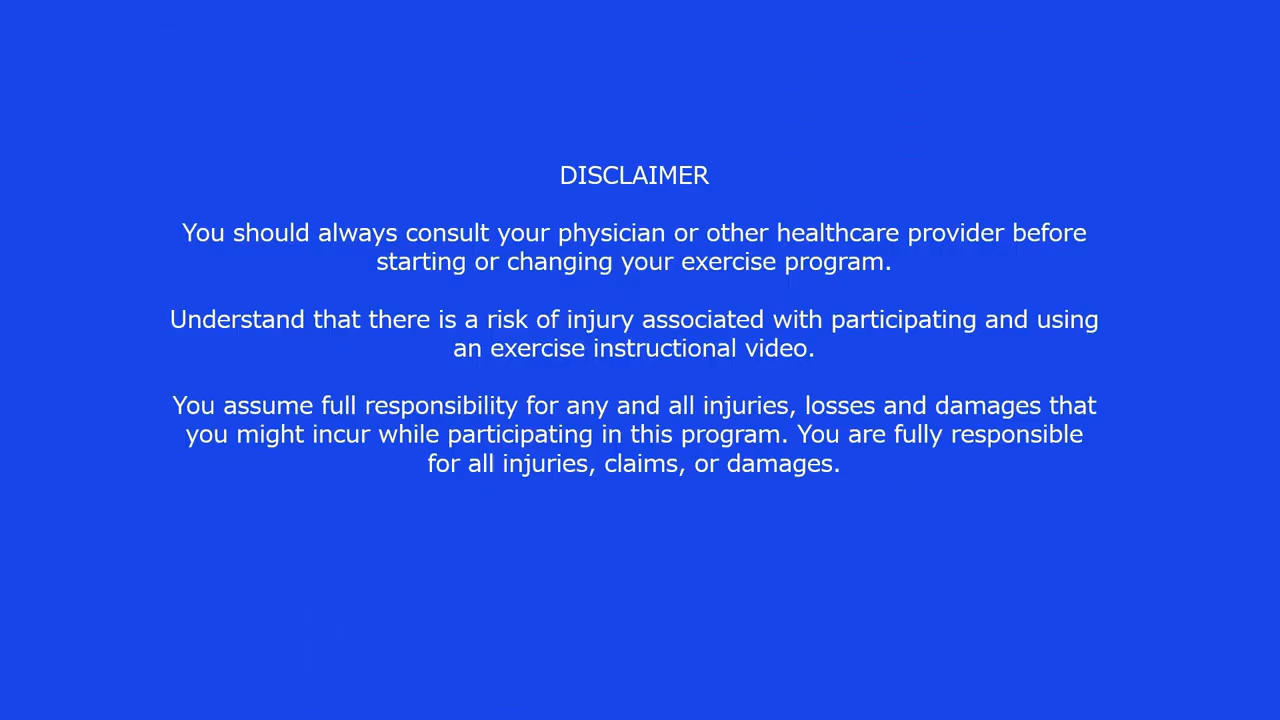 DISCLAIMER
You should always consult your physician or other healthcare provider before
starting or changing your exercise program.
Understand that there is a risk of injury associated with participating and using
an exercise instructional video.
You assume full responsibility for any and all injuries, losses and damages that
you might incur while participating in this program. You are fully responsible
for all injuries, claims, or damages.